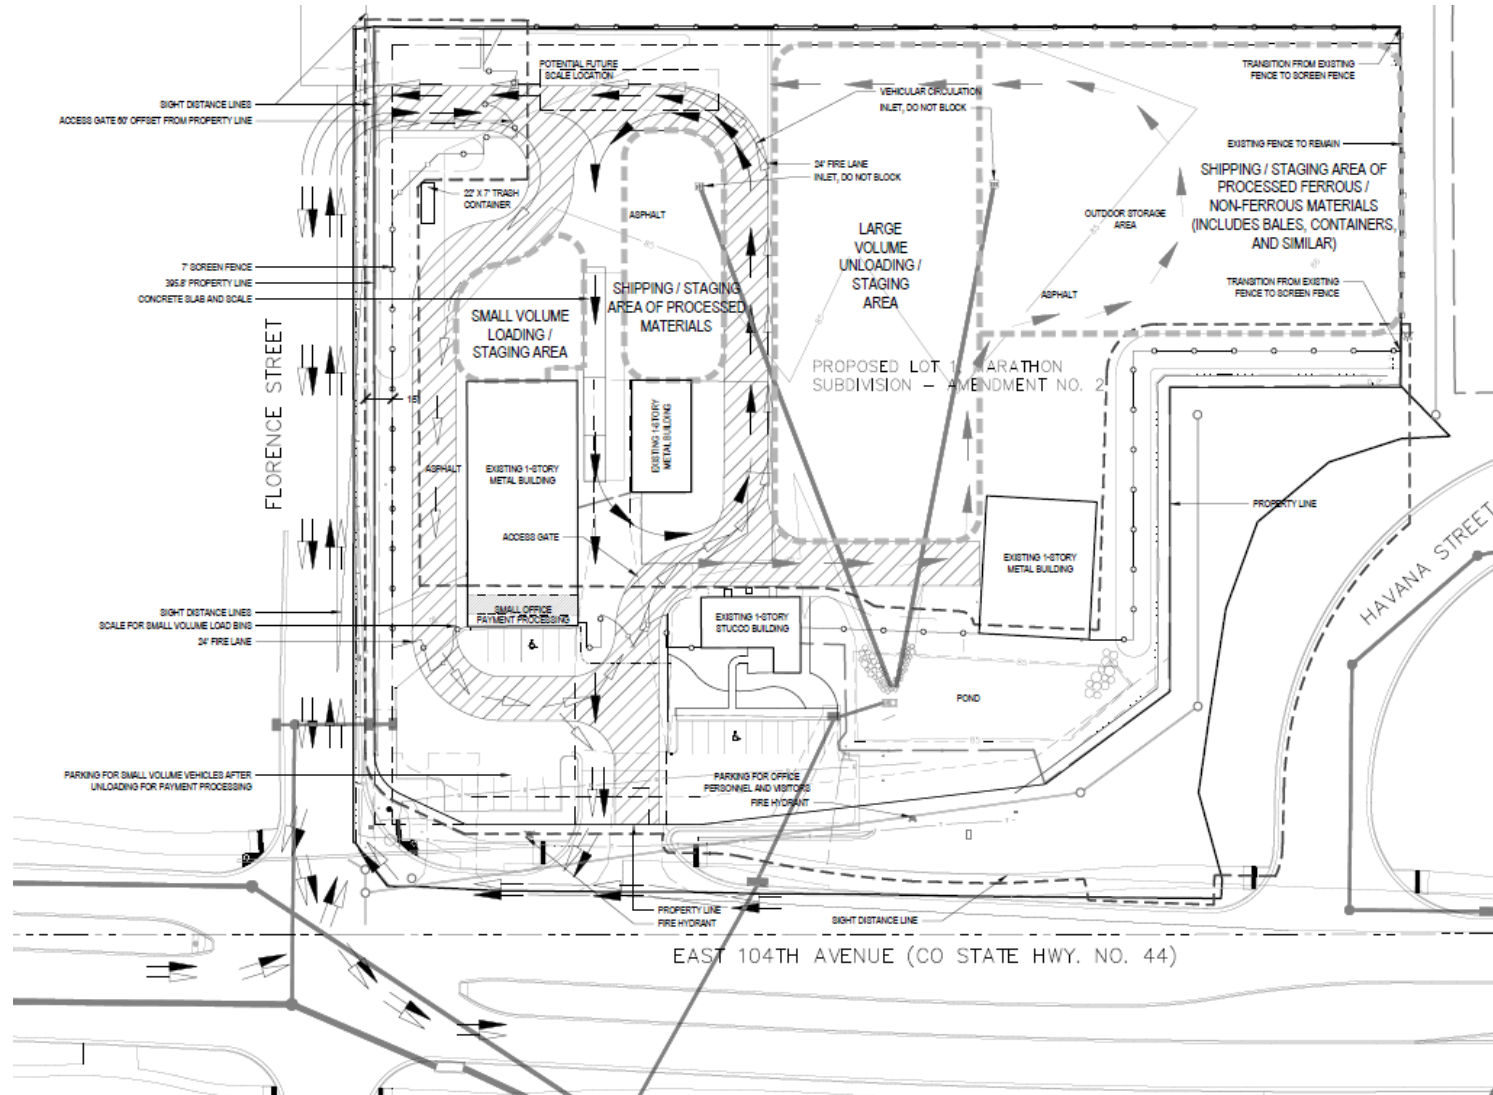 POTENTIAL FUTURE
SCALE LOCATION
TRANSITION FROM EXISTING
FENCE TO SCREEN FENCE
SIGHT DISTANCE LINES
ACCESS GATE 60' OFFSET FROM PROPERTY LINE
VEHICULAR CIRCULATION
INLET, DO NOT BLOCK
EXISTING FENCE TO REMAIN
24' FIRE LANE
INLET, DO NOT BLOCK
SHIPPING / STAGING AREA OF
PROCESSED FERROUS /
NON-FERROUS MATERIALS
(INCLUDES BALES, CONTAINERS,
AND SIMILAR)
22' X 7' TRASH
CONTAINER
ASPHALT
OUTDOOR STORAGE
AREA
85
85
LARGE
VOLUME
UNLOADING /
STAGING
AREA
7' SCREEN FENCE
395.8' PROPERTY LINE
CONCRETE SLAB AND SCALE
TRANSITION FROM EXISTING
FENCE TO SCREEN FENCE
ASPHALT
SHIPPING / STAGING
AREA OF PROCESSED
MATERIALS
SMALL VOLUME
LOADING /
STAGING AREA
85
FLORENCE STREET
PROPOSED LOT 1, MARATHON
SUBDIVISION – AMENDMENT NO. 2
15'
ASPHALT
EXISTING 1-STORY
METAL BUILDING
EXISTING 1-STORY
METAL BUILDING
PROPERTY LINE
HAVANA STREET
ACCESS GATE
EXISTING 1-STORY
METAL BUILDING
SIGHT DISTANCE LINES
SCALE FOR SMALL VOLUME LOAD BINS
24' FIRE LANE
SMALL OFFICE
PAYMENT PROCESSING
EXISTING 1-STORY
STUCCO BUILDING
85
POND
85
PARKING FOR SMALL VOLUME VEHICLES AFTER
UNLOADING FOR PAYMENT PROCESSING
PARKING FOR OFFICE
PERSONNEL AND VISITORS
FIRE HYDRANT
PROPERTY LINE
FIRE HYDRANT
SIGHT DISTANCE LINE
EAST 104TH AVENUE (CO STATE HWY. NO. 44)